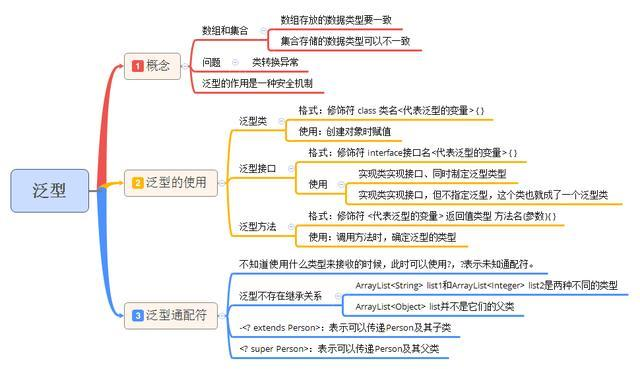 泛型
1 概念
数组和集合
数组存放的数据类型要一致
集合存储的数据类型可以不一致
问题
类转换异常
泛型的作用是一种安全机制
2 泛型的使用
泛型类
格式：修饰符 class 类名<代表泛型的变量> { }
使用：创建对象时赋值
泛型接口
格式：修饰符 interface接口名<代表泛型的变量> { }
使用
实现类实现接口、同时制定泛型类型
实现类实现接口，但不指定泛型，这个类也就成了一个泛型类
泛型方法
格式：修饰符 <代表泛型的变量> 返回值类型 方法名(参数){ }
使用：调用方法时，确定泛型的类型
3 泛型通配符
不知道使用什么类型来接收的时候，此时可以使用?，?表示未知通配符。
泛型不存在继承关系
ArrayList<String> list1和ArrayList<Integer> list2是两种不同的类型
ArrayList<Object> list并不是它们的父类
-<? extends Person>：表示可以传递Person及其子类
<? super Person>：表示可以传递Person及其父类